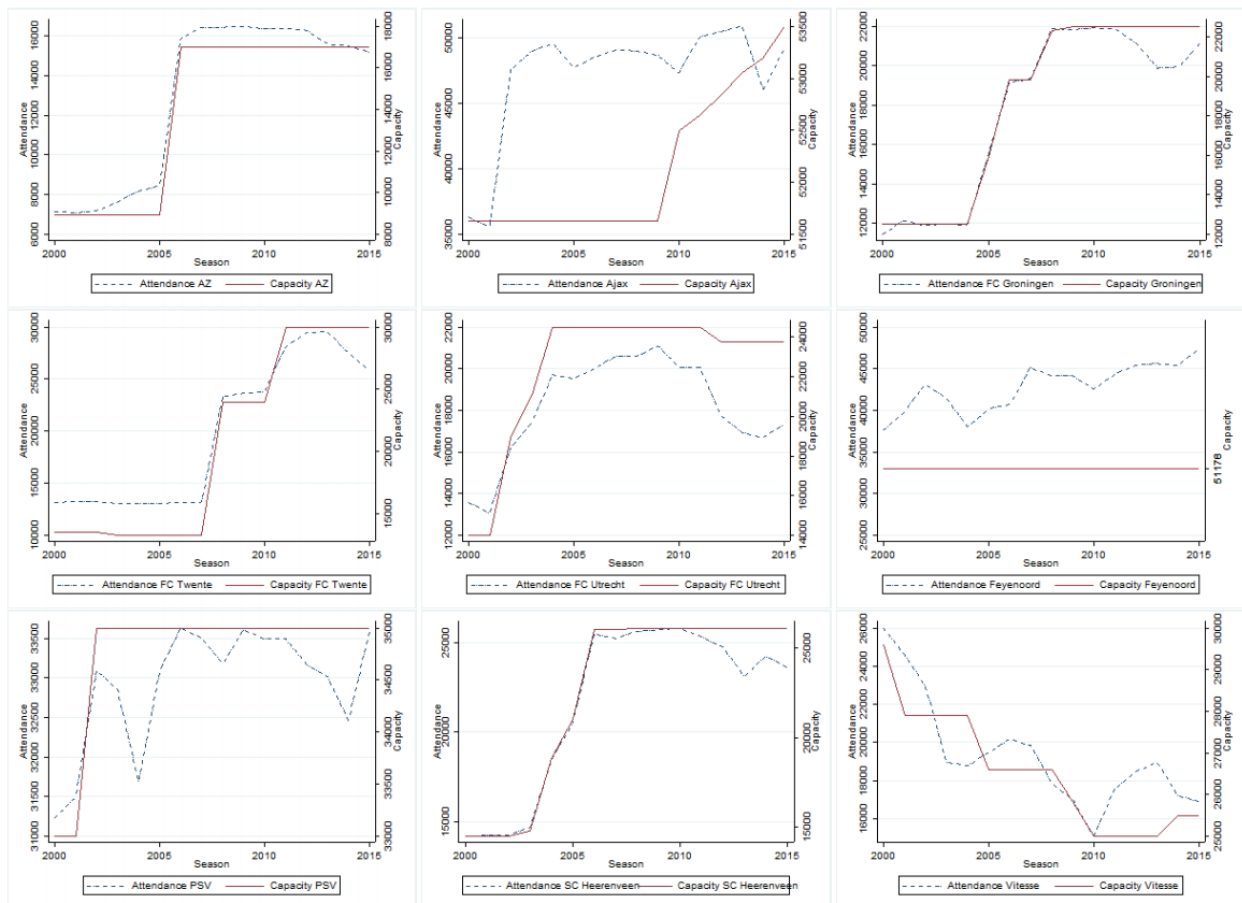 Attendance
6000 8000 10000 12000 14000 16000
Capacity
8000 10000 12000 14000 16000 18000
2000 2005 2010 2015
Season
Attendance AZ Capacity AZ
Attendance
35000 40000 45000 50000
Capacity
51500 52000 52500 53000 53500
2000 2005 2010 2015
Season
Attendance Ajax Capacity Ajax
Attendance
12000 14000 16000 18000 20000 22000
Capacity
12000 14000 16000 18000 20000 22000
2000 2005 2010 2015
Season
Attendance FC Groningen Capacity Groningen
Attendance
10000 15000 20000 25000 30000
Capacity
15000 20000 25000 30000
2000 2005 2010 2015
Season
Attendance FC Twente Capacity FC Twente
Attendance
12000 14000 16000 18000 20000 22000
Capacity
14000 16000 18000 20000 22000 24000
2000 2005 2010 2015
Season
Attendance FC Utrecht Capacity FC Utrecht
Attendance
25000 30000 35000 40000 45000 50000
Capacity
51176
2000 2005 2010 2015
Season
Attendance Feyenoord Capacity Feyenoord
Attendance
31000 31500 32000 32500 33000 33500
Capacity
33000 33500 34000 34500 35000
2000 2005 2010 2015
Season
Attendance PSV Capacity PSV
Attendance
15000 20000 25000
Capacity
15000 20000 25000
2000 2005 2010 2015
Season
Attendance SC Heerenveen Capacity SC Heerenveen
Attendance
16000 18000 20000 22000 24000 26000
Capacity
25000 26000 27000 28000 29000 30000
2000 2005 2010 2015
Season
Attendance Vitesse Capacity Vitesse